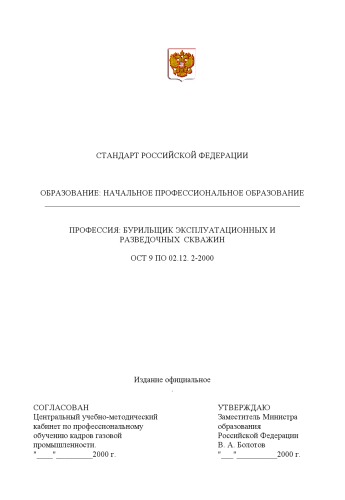 СТАНДАРТ РОССИЙСКОЙ ФЕДЕРАЦИИ
ОБРАЗОВАНИЕ: НАЧАЛЬНОЕ ПРОФЕССИОНАЛЬНОЕ ОБРАЗОВАНИЕ
ПРОФЕССИЯ: БУРИЛЬЩИК ЭКСПЛУАТАЦИОННЫХ И
РАЗВЕДОЧНЫХ СКВАЖИН
ОСТ 9 ПО 02.12. 2-2000
Издание официальное
.
СОГЛАСОВАН
Центральный учебно-методический
кабинет по профессиональному
обучению кадров газовой
промышленности.
"____"_________2000 г.
УТВЕРЖДАЮ
Заместитель Министра
образования
Российской Федерации
В. А. Болотов
"___"__________2000 г.